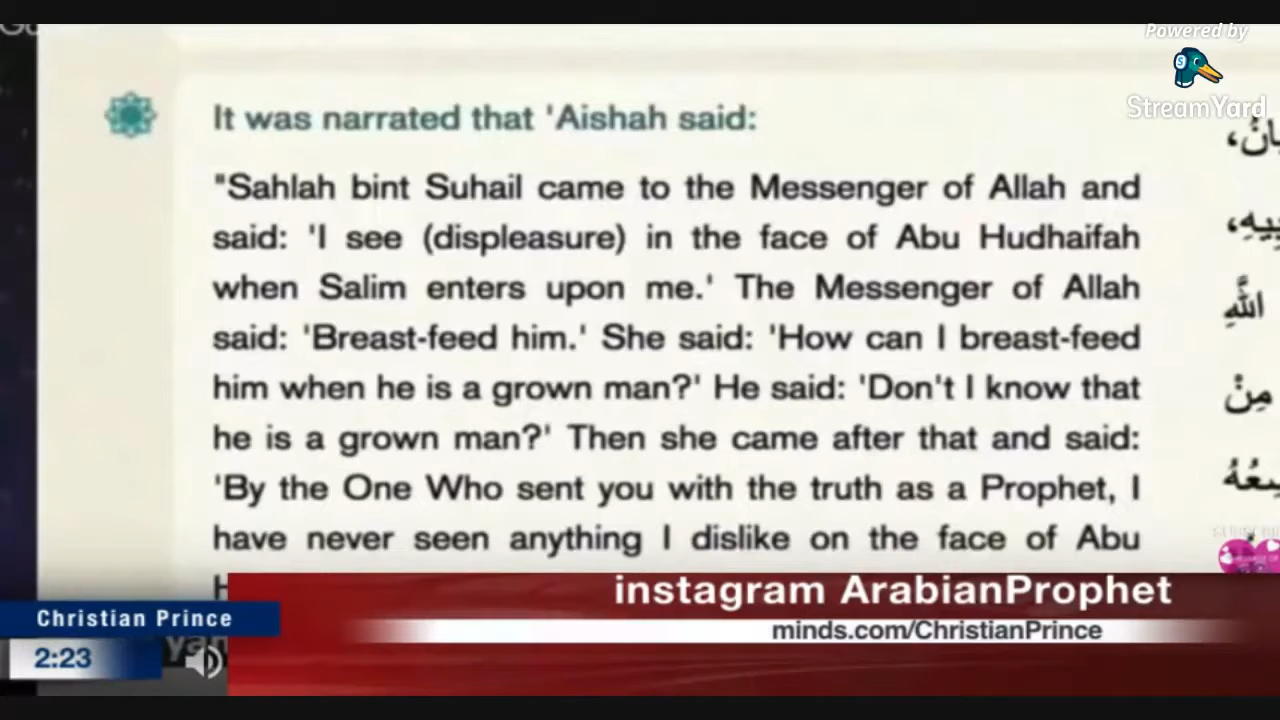 Powered by
StreamYard
It was narrated that 'Aishah said:
"Sahlah bint Suhail came to the Messenger of Allah and
said: 'I see (displeasure) in the face of Abu Hudhaifah
when Salim enters upon me.' The Messenger of Allah
said: 'Breast-feed him.' She said: 'How can I breast-feed
him when he is a grown man?' He said: 'Don't I know that
he is a grown man?' Then she came after that and said:
'By the One Who sent you with the truth as a Prophet, I
have never seen anything I dislike on the face of Abu
اللَّهِ
مِنْ
instagram ArabianProphet
Christian Prince
minds.com/ChristianPrince
2:23